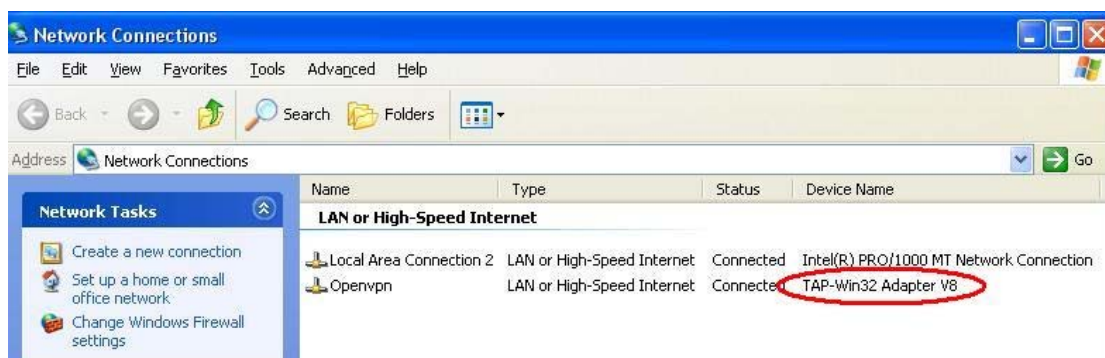 Network Connections
File Edit View Favorites Tools Advanced Help
Back Search Folders
Address Network Connections Go
Name Type Status Device Name
Network Tasks
LAN or High-Speed Internet
Create a new connection
Local Area Connection 2 LAN or High-Speed Internet Connected Intel(R) PRO/1000 MT Network Connection
Set up a home or small
office network
Openvpn LAN or High-Speed Internet Connected TAP-Win32 Adapter V8
Change Windows Firewall
settings